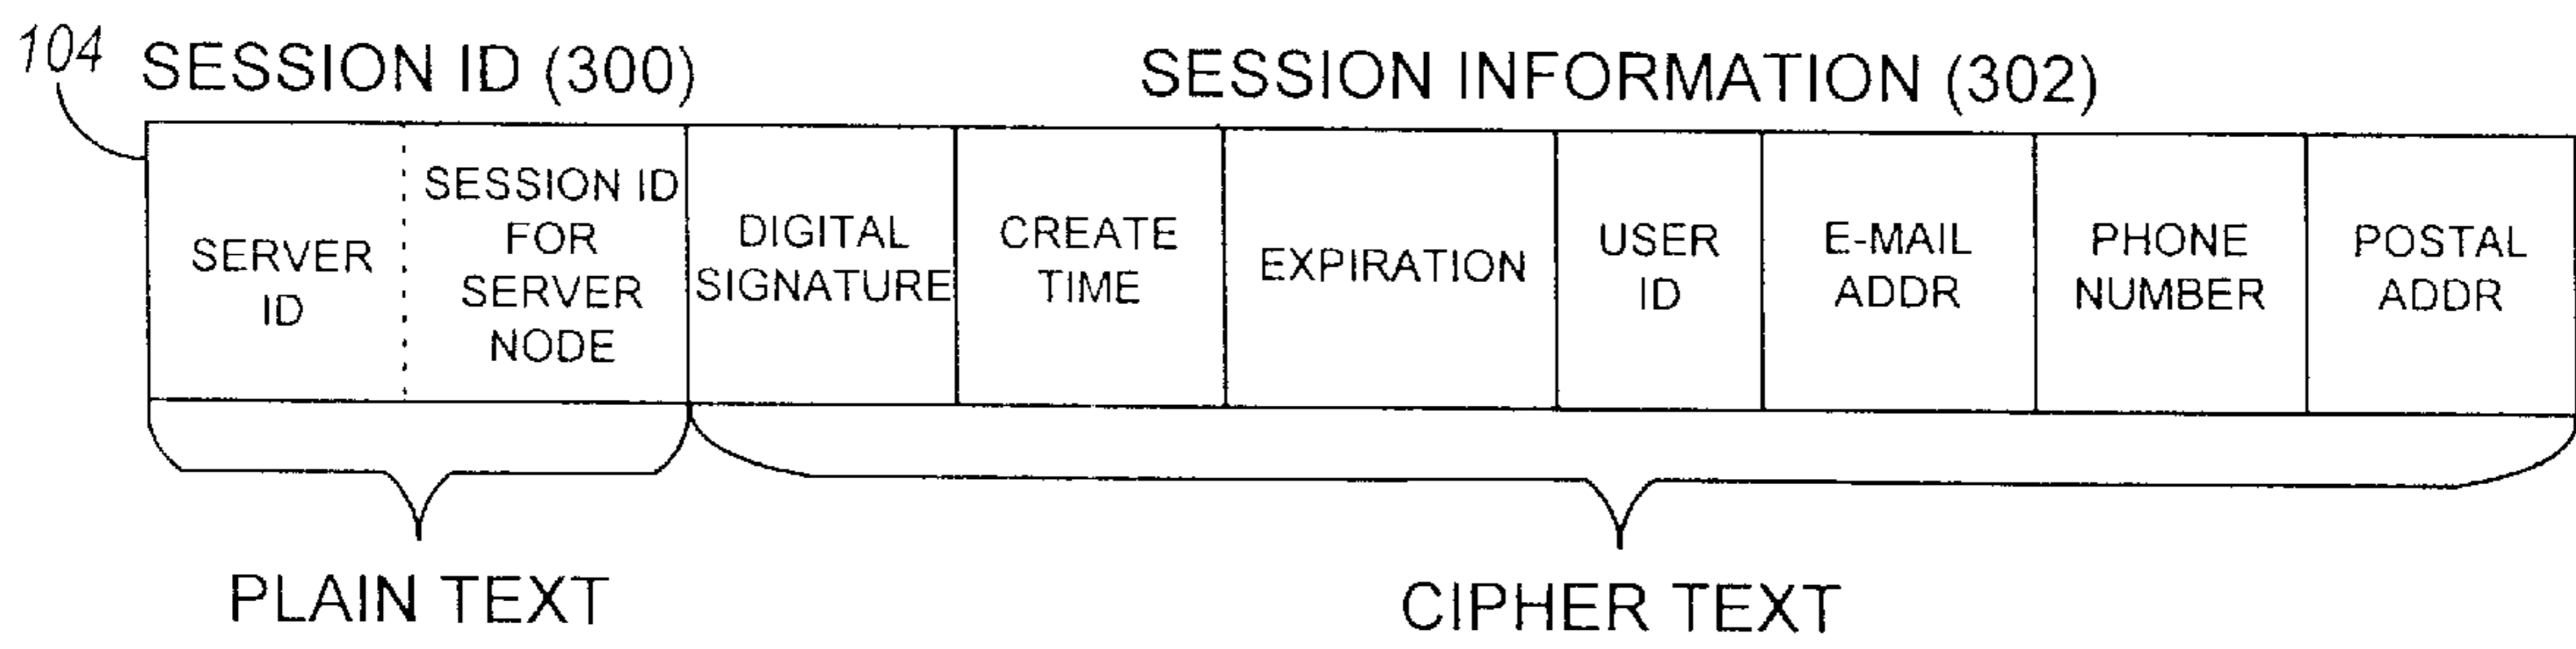 104
SESSION ID (300)
SESSION INFORMATION (302)
SERVER
ID
SESSION ID
FOR
SERVER
NODE
DIGITAL
SIGNATURE
CREATE
TIME
EXPIRATION
USER
ID
E-MAIL
ADDR
PHONE
NUMBER
POSTAL
ADDR
PLAIN TEXT
CIPHER TEXT